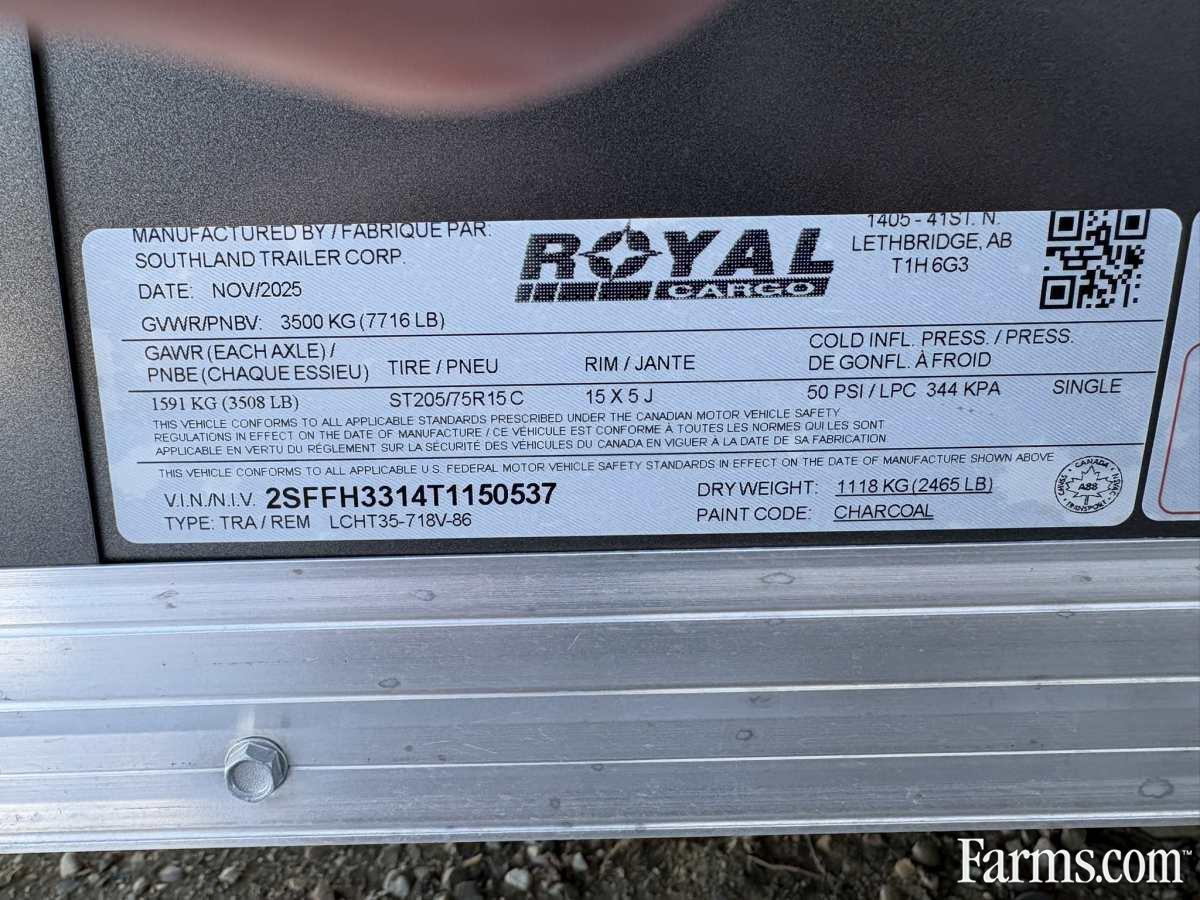 MANUFACTURED BY / FABRIQUE PAR:
SOUTHLAND TRAILER CORP.
DATE: NOV/2025
GVWR/PNBV: 3500 KG (7716 LB)
ROYAL
CARGO
1405 - 41ST. N.
LETHBRIDGE, AB
T1H 6G3
GAWR (EACH AXLE) /
PNBE (CHAQUE ESSIEU)
TIRE / PNEU
RIM / JANTE
COLD INFL. PRESS. / PRESS.
DE GONFL. À FROID
1591 KG (3508 LB) ST205/75R15 C 15 X 5 J 50 PSI / LPC 344 KPA SINGLE
THIS VEHICLE CONFORMS TO ALL APPLICABLE STANDARDS PRESCRIBED UNDER THE CANADIAN MOTOR VEHICLE SAFETY
REGULATIONS IN EFFECT ON THE DATE OF MANUFACTURE / CE VÉHICULE EST CONFORME À TOUTES LES NORMES QUI LES SONT
APPLICABLE EN VERTU DU RÉGLEMENT SUR LA SÉCURITÉ DES VÉHICULES DU CANADA EN VIGUER À LA DATE DE SA FABRICATION
THIS VEHICLE CONFORMS TO ALL APPLICABLE U.S. FEDERAL MOTOR VEHICLE SAFETY STANDARDS IN EFFECT ON THE DATE OF MANUFACTURE SHOWN ABOVE
V.I.N./N.I.V. 2SFFH3314T1150537
TYPE: TRA / REM LCHT35-718V-86
DRY WEIGHT: 1118 KG (2465 LB)
PAINT CODE: CHARCOAL
CANADA
A88
TRANSPORT
Farms.com™